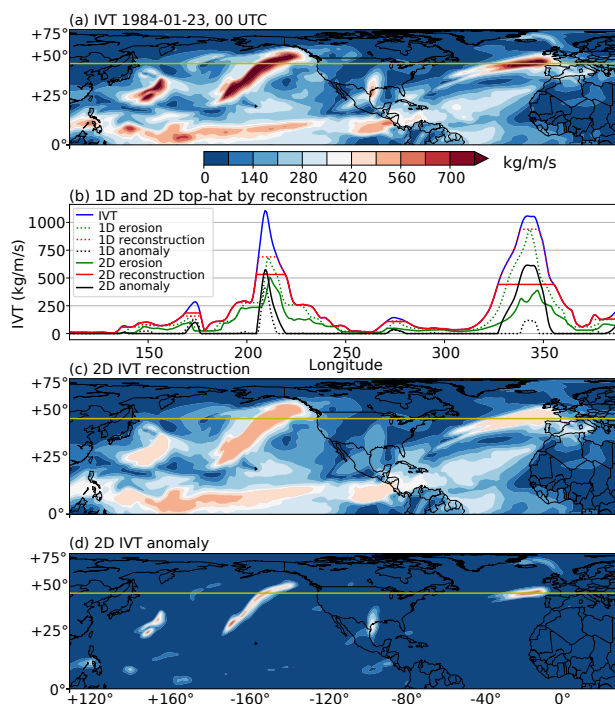 (a) IVT 1984-01-23, 00 UTC
+75°
+50°
+25°
0°
0 140 280 420 560 700
kg/m/s
(b) 1D and 2D top-hat by reconstruction
IVT (kg/m/s)
1000
750
500
250
0
IVT
1D erosion
1D reconstruction
1D anomaly
2D erosion
2D reconstruction
2D anomaly
150 200 250 300 350
Longitude
(c) 2D IVT reconstruction
+75°
+50°
+25°
0°
(d) 2D IVT anomaly
+75°
+50°
+25°
0°
+120° +160° -160° -120° -80° -40° 0°